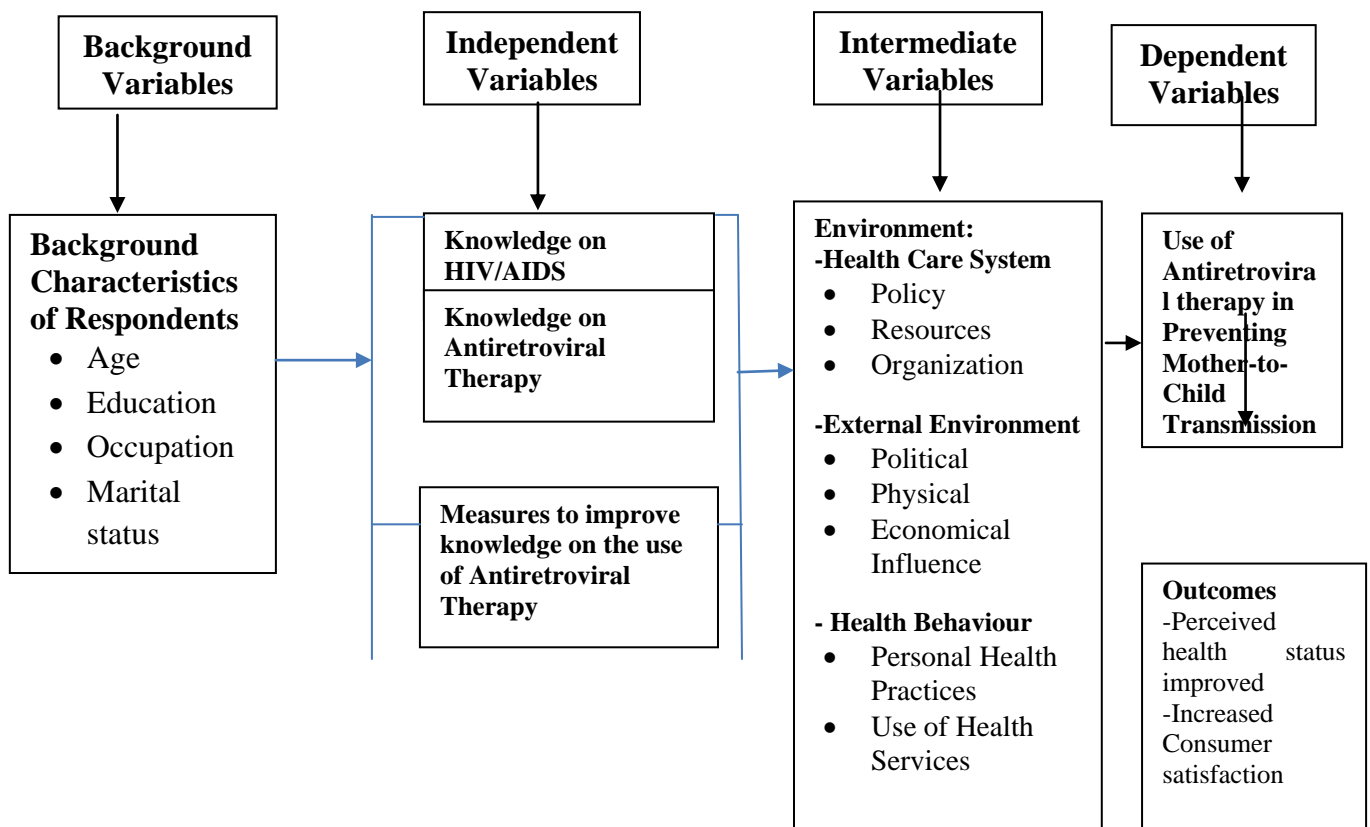 Background
Variables
Independent
Variables
Intermediate
Variables
Dependent
Variables
Background
Characteristics
of Respondents
• Age
• Education
• Occupation
• Marital
status
Knowledge on
HIV/AIDS
Knowledge on
Antiretroviral
Therapy
Measures to improve
knowledge on the use
of Antiretroviral
Therapy
Environment:
-Health Care System
• Policy
• Resources
• Organization
-External Environment
• Political
• Physical
• Economical
Influence
- Health Behaviour
• Personal Health
Practices
• Use of Health
Services
Use of
Antiretrovira
l therapy in
Preventing
Mother-to-
Child
Transmission
Outcomes
-Perceived
health status
improved
-Increased
Consumer
satisfaction